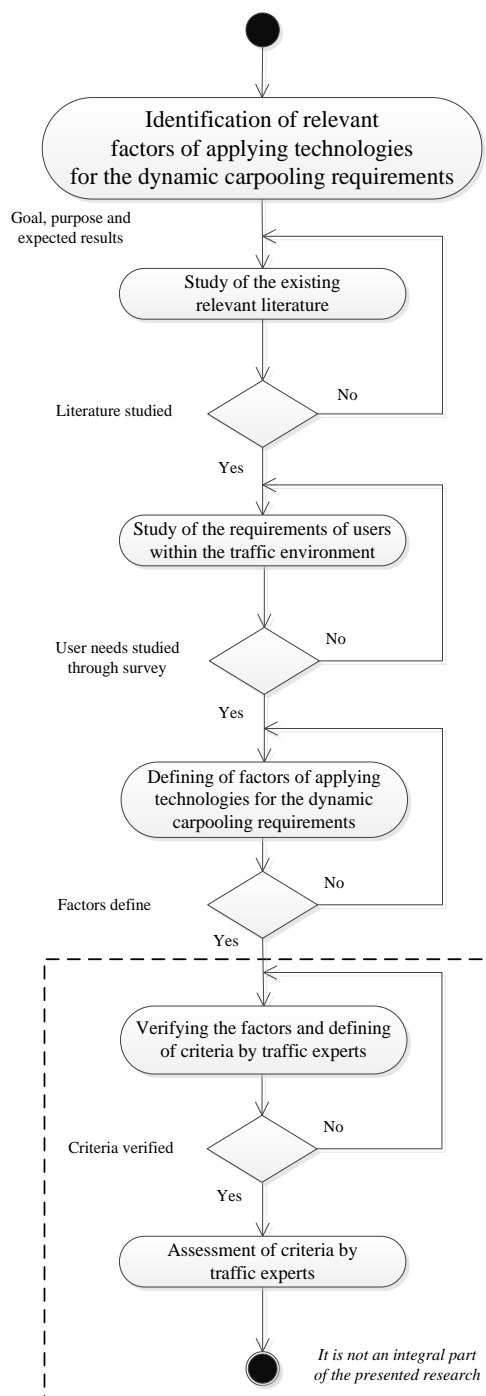 Identification of relevant
factors of applying technologies
for the dynamic carpooling requirements
Goal, purpose and
expected results
Study of the existing
relevant literature
No
Literature studied
Yes
Study of the requirements of users
within the traffic environment
No
User needs studied
through survey
Yes
Defining of factors of applying
technologies for the dynamic
carpooling requirements
No
Factors define
Yes
Verifying the factors and defining
of criteria by traffic experts
No
Criteria verified
Yes
Assessment of criteria by
traffic experts
It is not an integral part
of the presented research